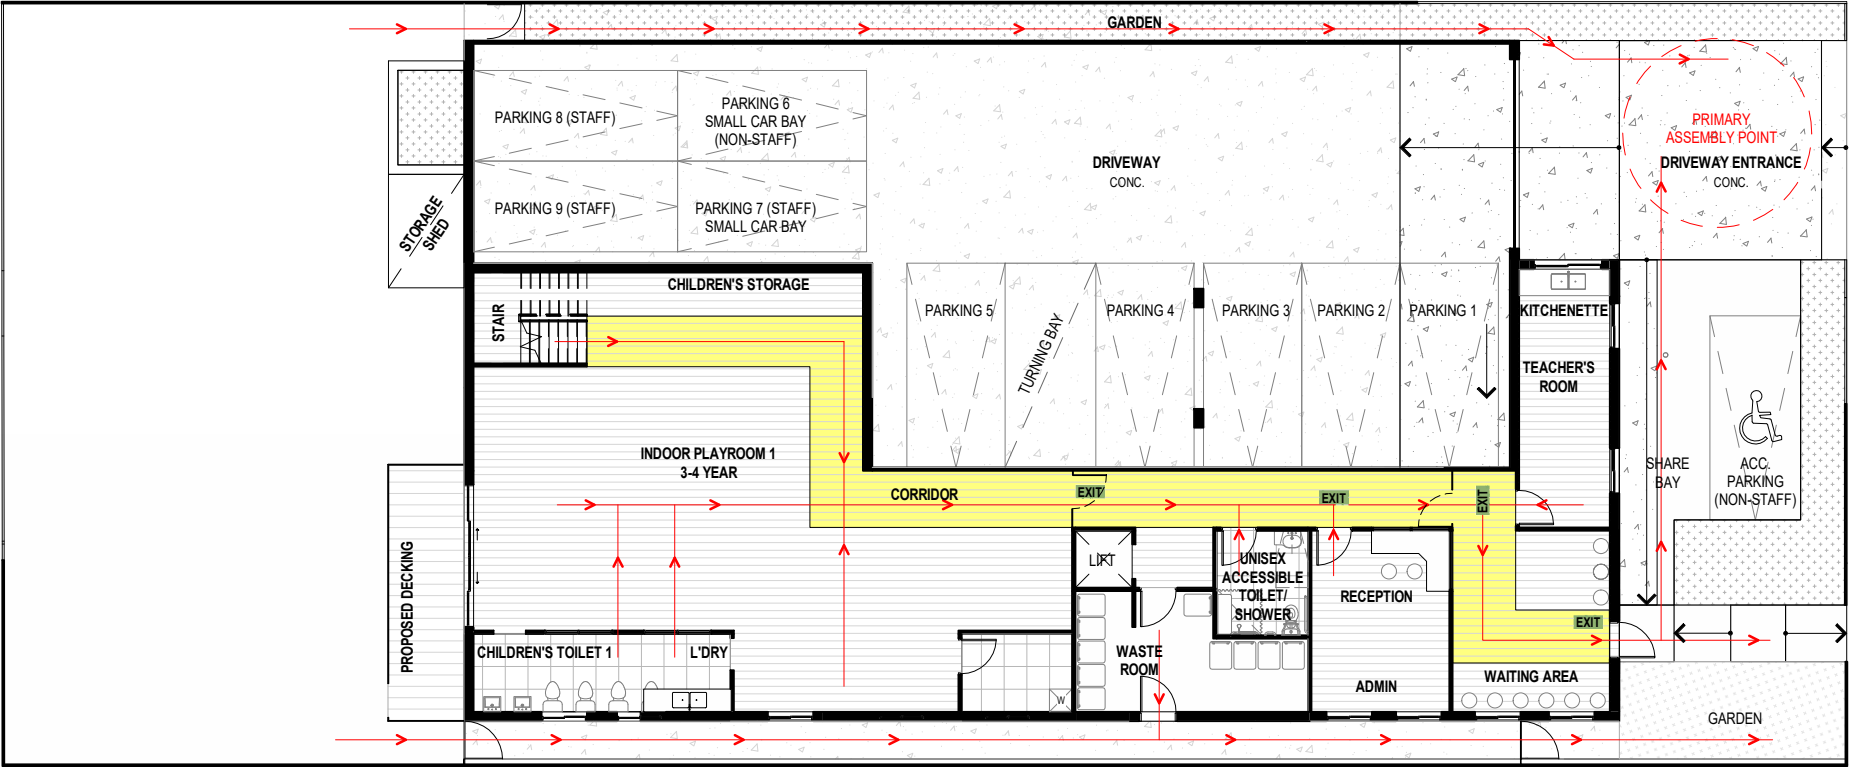 GARDEN
PARKING 8 (STAFF)
PARKING 6
SMALL CAR BAY
(NON-STAFF)
DRIVEWAY
CONC.
PRIMARY
ASSEMBLY POINT
DRIVEWAY ENTRANCE
CONC.
PARKING 9 (STAFF)
PARKING 7 (STAFF)
SMALL CAR BAY
STORAGE
SHED
STAIR
CHILDREN'S STORAGE
PARKING 5
TURNING BAY
PARKING 4
PARKING 3
PARKING 2
PARKING 1
KITCHENETTE
TEACHER'S
ROOM
INDOOR PLAYROOM 1
3-4 YEAR
CORRIDOR
EXIT
EXIT
EXIT
SHARE
BAY
ACC.
PARKING
(NON-STAFF)
PROPOSED DECKING
LIFT
UNISEX
ACCESSIBLE
TOILET/
SHOWER
RECEPTION
EXIT
CHILDREN'S TOILET 1
L'DRY
WASTE
ROOM
ADMIN
WAITING AREA
W
GARDEN